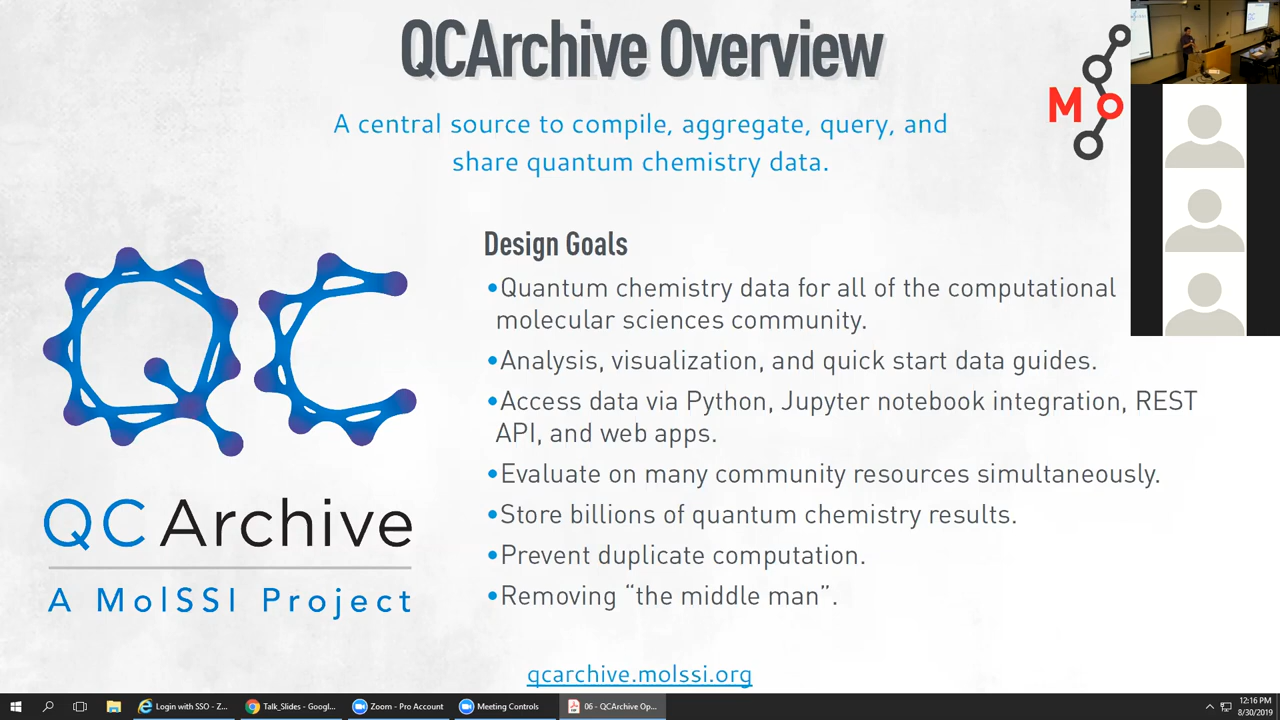 QCArchive Overview
A central source to compile, aggregate, query, and
share quantum chemistry data.
Mo
Design Goals
•Quantum chemistry data for all of the computational
molecular sciences community.
•Analysis, visualization, and quick start data guides.
•Access data via Python, Jupyter notebook integration, REST
API, and web apps.
•Evaluate on many community resources simultaneously.
•Store billions of quantum chemistry results.
•Prevent duplicate computation.
•Removing “the middle man”.
QC
QCArchive
A MolSSI Project
qcarchive.molssi.org
Login with SSO - Z...
Talk_Slides - Googl...
Zoom - Pro Account
Meeting Controls
06 - QCArchive Op...
12:16 PM
8/30/2019